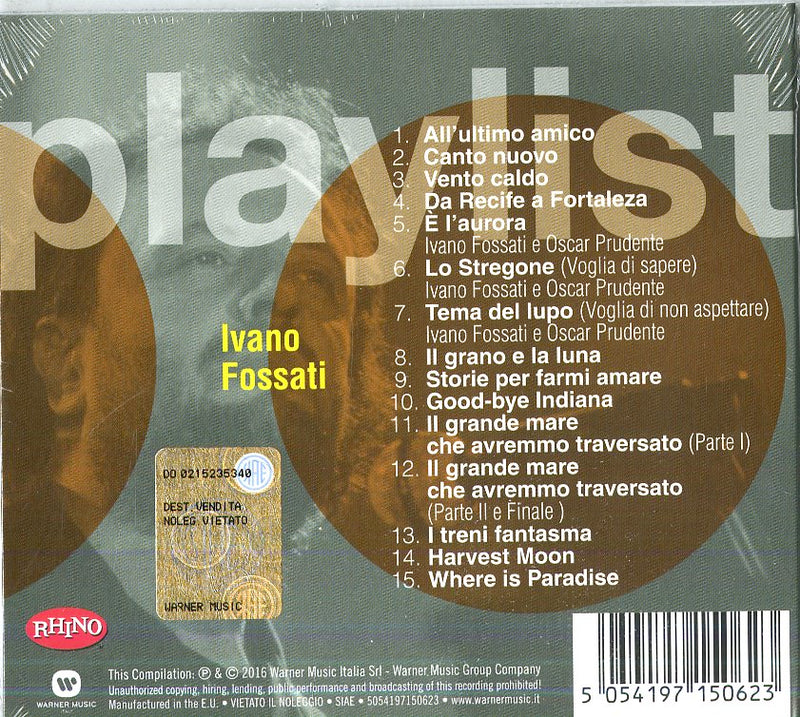 playlist
1. All'ultimo amico
2. Canto nuovo
3. Vento caldo
4. Da Recife a Fortaleza
5. È l'aurora
Ivano Fossati e Oscar Prudente
6. Lo Stregone (Voglia di sapere)
Ivano Fossati e Oscar Prudente
7. Tema del lupo (Voglia di non aspettare)
Ivano Fossati e Oscar Prudente
8. Il grano e la luna
9. Storie per farmi amare
10. Good-bye Indiana
11. Il grande mare
che avremmo traversato (Parte I)
12. Il grande mare
che avremmo traversato
(Parte II e Finale )
13. I treni fantasma
14. Harvest Moon
15. Where is Paradise
Ivano
Fossati
SIAE
DO 0215235340
DEST.VENDITA
NOLEG.VIETATO
SIAE
WARNER MUSIC
RHINO
WARNER MUSIC
This Compilation: ℗ & © 2016 Warner Music Italia Srl - Warner Music Group Company
Unauthorized copying, hiring, lending, public performance and broadcasting of this recording prohibited!
Manufactured in the E.U. • VIETATO IL NOLEGGIO • SIAE • 5054197150623 • www.warnermusic.it
5 054197 150623